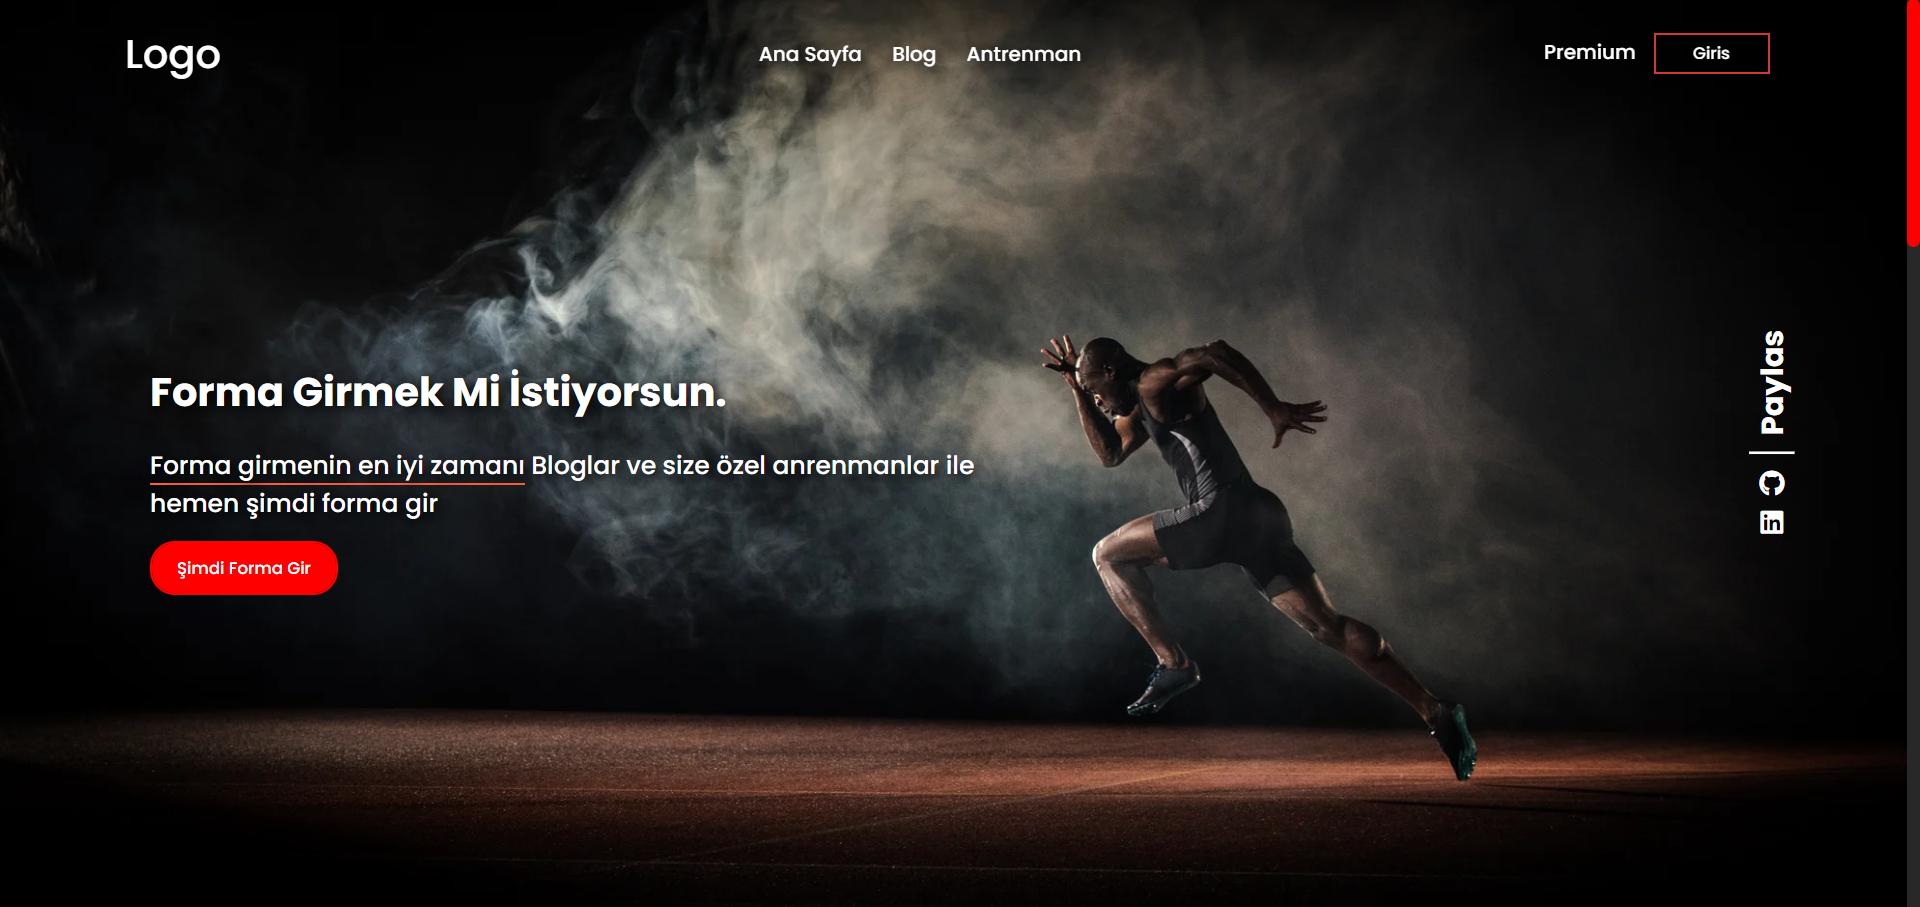 Logo
Ana Sayfa Blog Antrenman
Premium Giris
Forma Girmek Mi İstiyorsun.
Forma girmenin en iyi zamanı Bloglar ve size özel anrenmanlar ile
hemen şimdi forma gir
Şimdi Forma Gir
Paylas
in